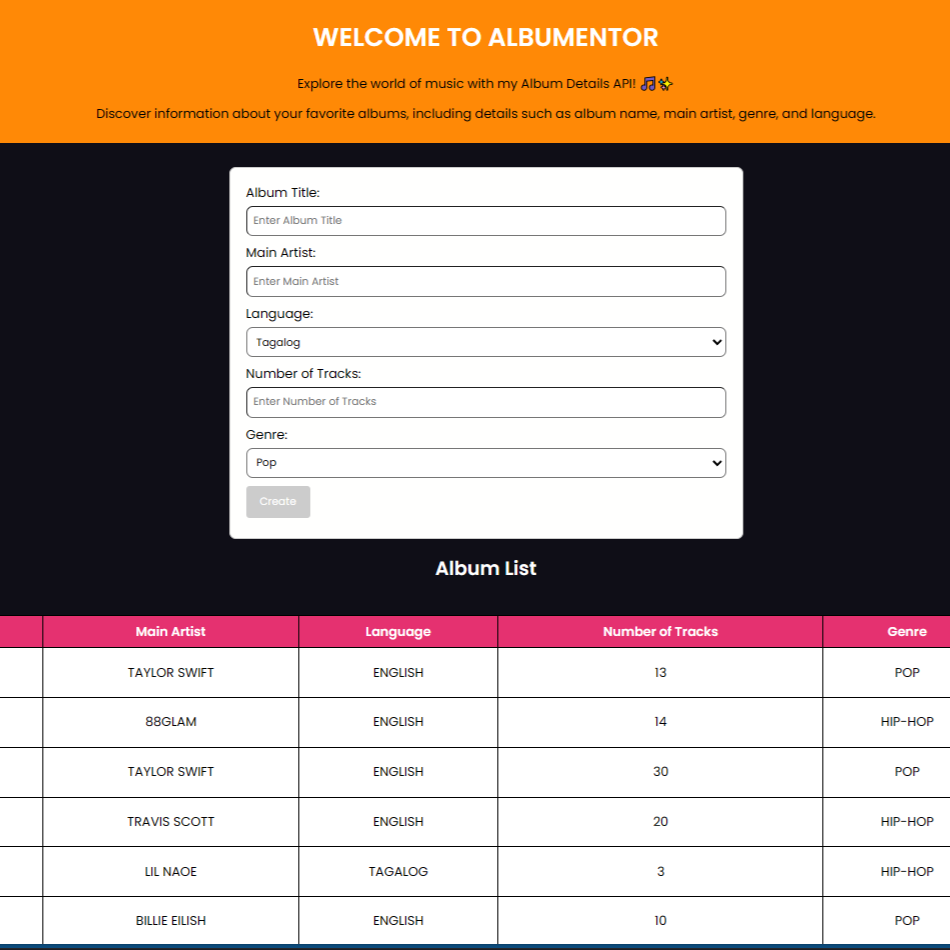 WELCOME TO ALBUMENTOR
Explore the world of music with my Album Details API! 🎵✨
Discover information about your favorite albums, including details such as album name, main artist, genre, and language.
Album Title:
Enter Album Title
Main Artist:
Enter Main Artist
Language:
Tagalog
Number of Tracks:
Enter Number of Tracks
Genre:
Pop
Create
Album List
Main Artist Language Number of Tracks Genre
TAYLOR SWIFT ENGLISH 13 POP
88GLAM ENGLISH 14 HIP-HOP
TAYLOR SWIFT ENGLISH 30 POP
TRAVIS SCOTT ENGLISH 20 HIP-HOP
LIL NAOE TAGALOG 3 HIP-HOP
BILLIE EILISH ENGLISH 10 POP